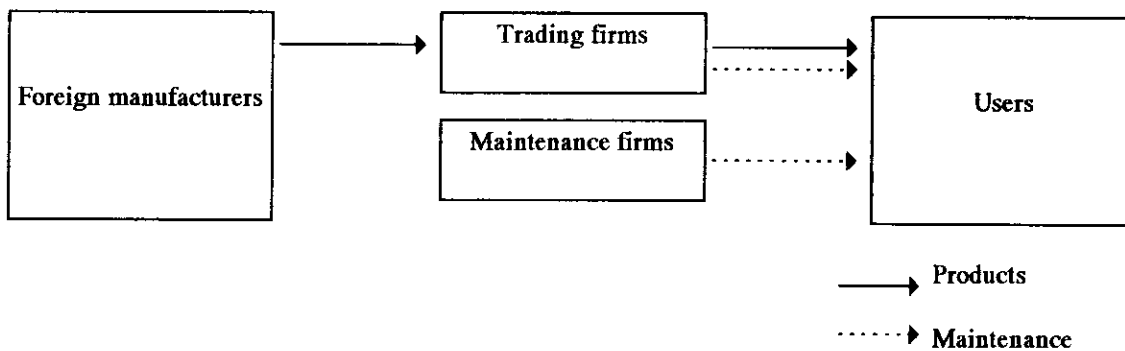 Trading firms
Foreign manufacturers
Users
Maintenance firms
Products
Maintenance